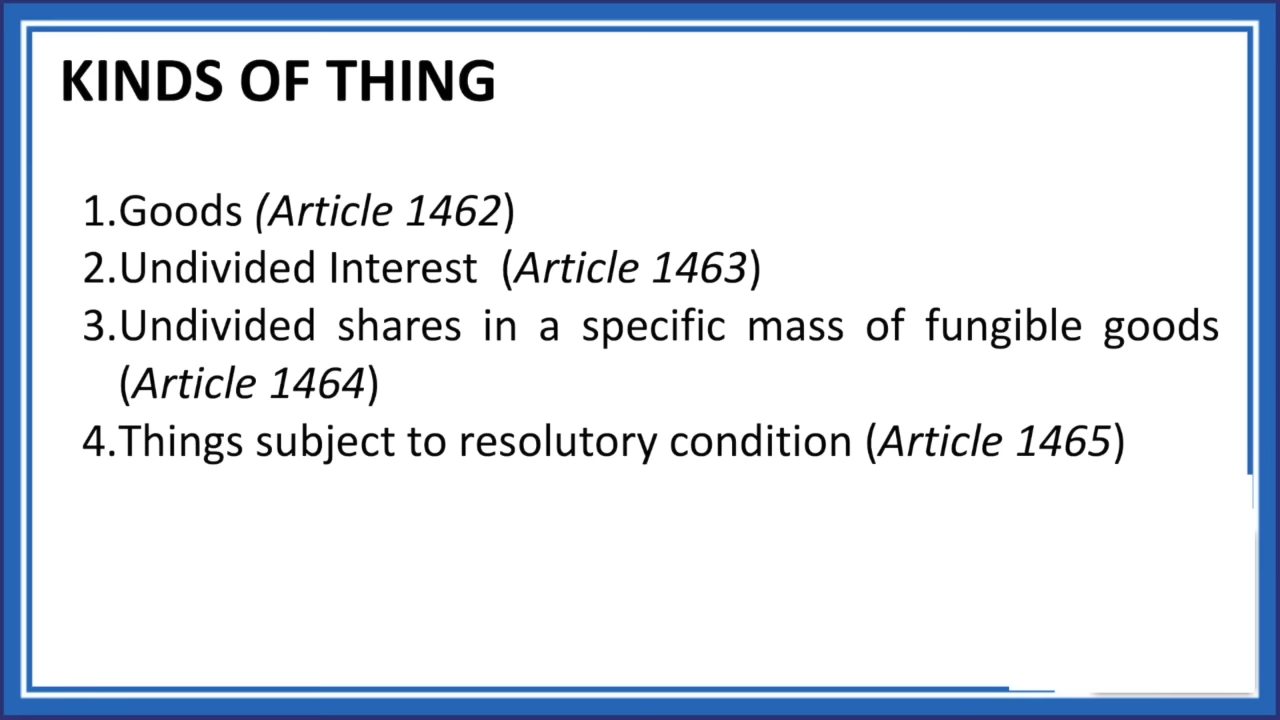 KINDS OF THING
1.Goods (Article 1462)
2.Undivided Interest (Article 1463)
3.Undivided shares in a specific mass of fungible goods
(Article 1464)
4.Things subject to resolutory condition (Article 1465)